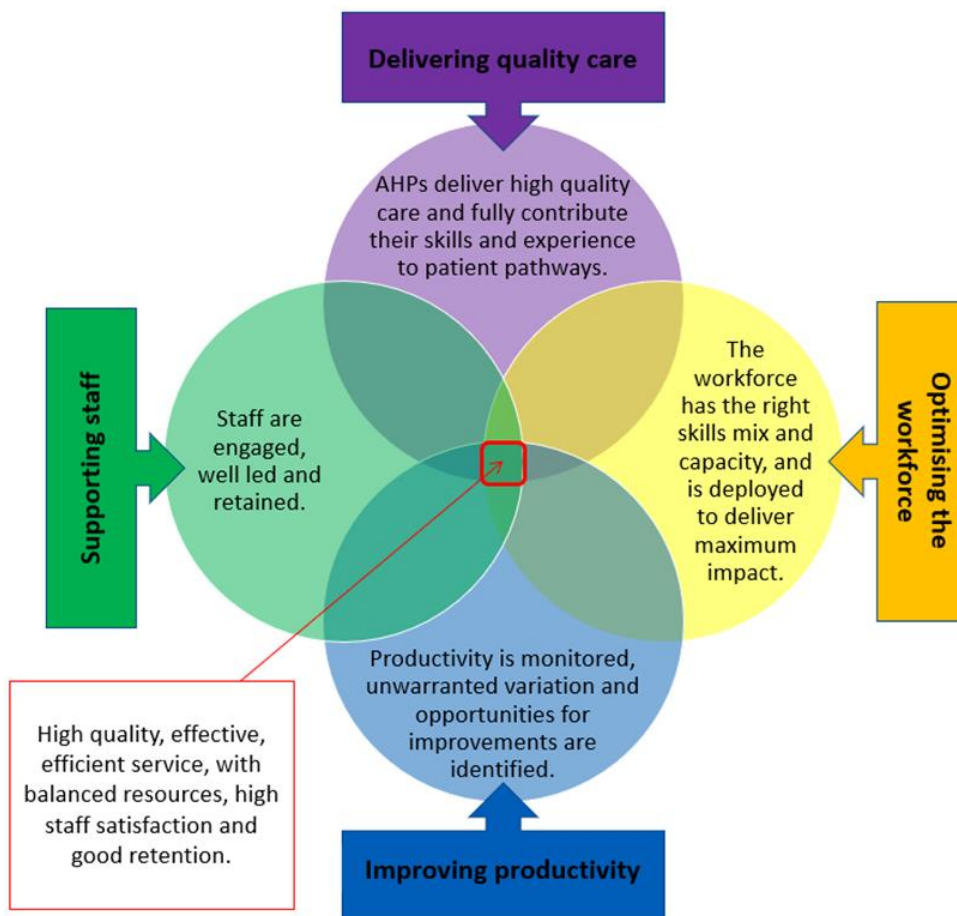 Delivering quality care
AHPs deliver high quality
care and fully contribute
their skills and experience
to patient pathways.
Supporting staff
Staff are
engaged,
well led and
retained.
The
workforce
has the right
skills mix and
capacity, and
is deployed
to deliver
maximum
impact.
Optimising the
workforce
Productivity is monitored,
unwarranted variation and
opportunities for
improvements are
identified.
High quality, effective,
efficient service, with
balanced resources, high
staff satisfaction and
good retention.
Improving productivity